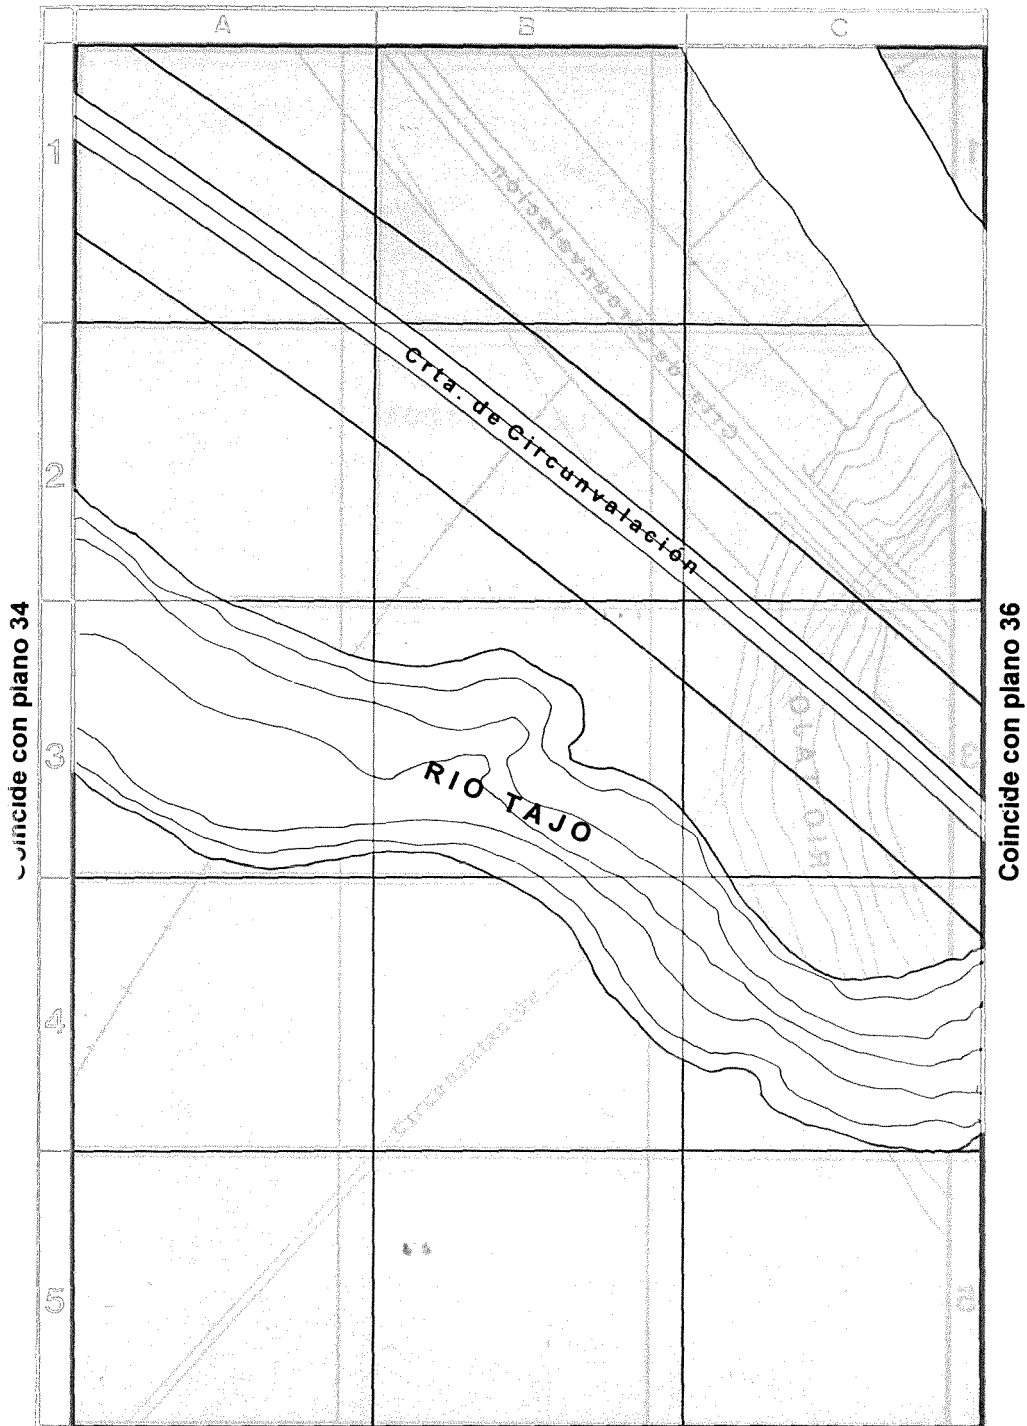 A B C
1
2
3
4
5
Crta. de Circunvalación
RIO TAJO
Coincide con plano 34
Coincide con plano 36